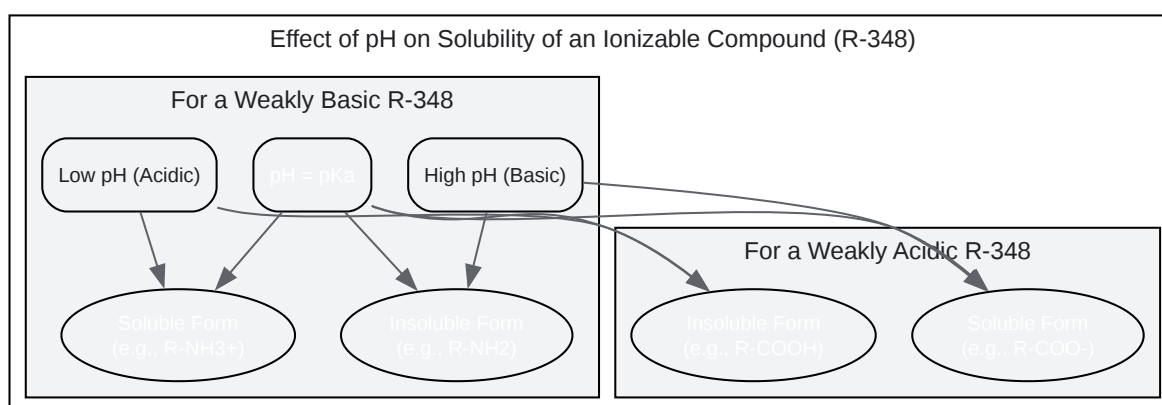 Effect of pH on Solubility of an Ionizable Compound (R-348)
For a Weakly Basic R-348
Low pH (Acidic)
pH = pKa
High pH (Basic)
For a Weakly Acidic R-348
Soluble Form
(e.g., R-NH3+)
Insoluble Form
(e.g., R-NH2)
Insoluble Form
(e.g., R-COOH)
Soluble Form
(e.g., R-COO-)